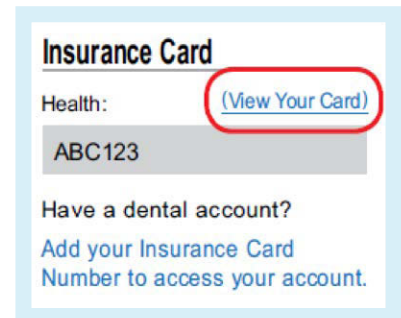 Insurance Card
Health: (View Your Card)
ABC123
Have a dental account?
Add your Insurance Card
Number to access your account.